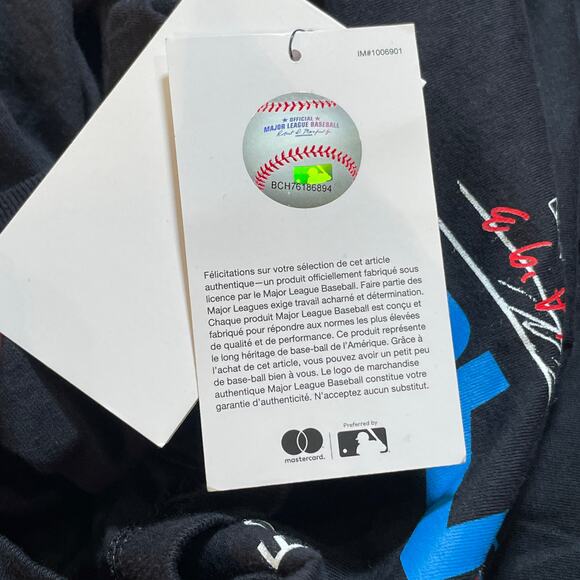 IM#1006901
★ OFFICIAL ★
MAJOR LEAGUE BASEBALL
BCH76186894
Félicitations sur votre sélection de cet article
authentique—un produit officiellement fabriqué sous
licence par le Major League Baseball. Faire partie des
Major Leagues exige travail acharné et détermination.
Chaque produit Major League Baseball est conçu et
fabriqué pour répondre aux normes les plus élevées
de qualité et de performance. Ce produit représente
le long héritage de base-ball de l'Amérique. Grâce à
l'achat de cet article, vous pouvez avoir un petit peu
de base-ball bien à vous. Le logo de marchandise
authentique Major League Baseball constitue votre
garantie d'authenticité. N'acceptez aucun substitut.
Preferred by
mastercard.